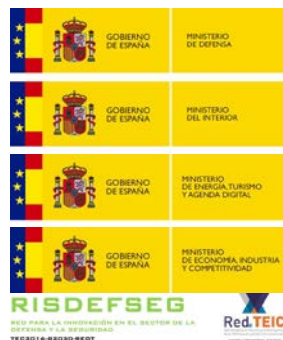 GOBIERNO
DE ESPAÑA
MINISTERIO
DE DEFENSA
GOBIERNO
DE ESPAÑA
MINISTERIO
DEL INTERIOR
GOBIERNO
DE ESPAÑA
MINISTERIO
DE ENERGÍA, TURISMO
Y AGENDA DIGITAL
GOBIERNO
DE ESPAÑA
MINISTERIO
DE ECONOMÍA, INDUSTRIA
Y COMPETITIVIDAD
RISDEFSEG
RED PARA LA INNOVACIÓN EN EL SECTOR DE LA
DEFENSA Y LA SEGURIDAD
Red.TEIC